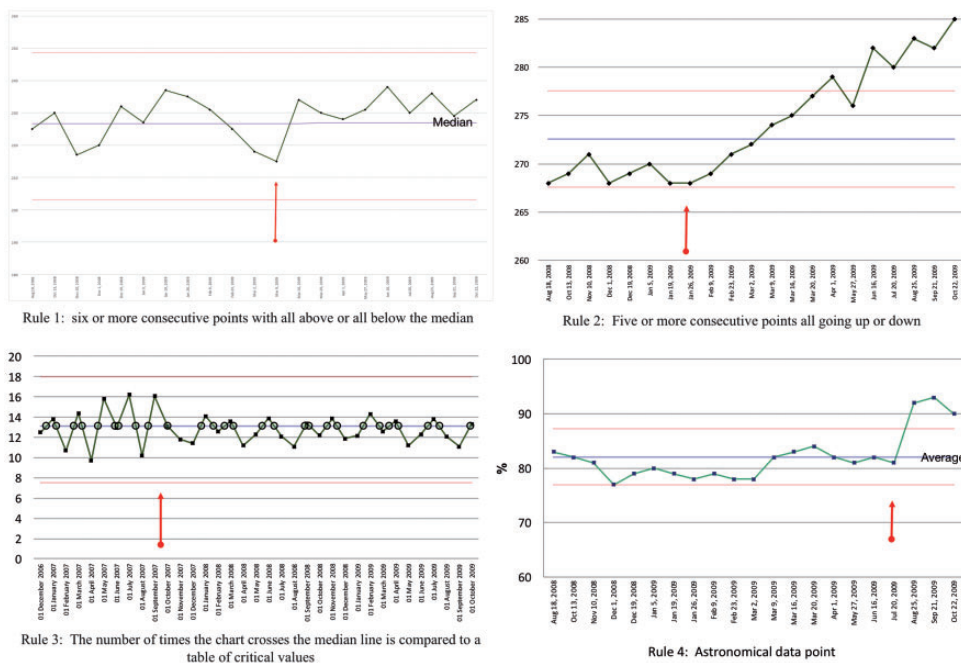 Median
Rule 1: six or more consecutive points with all above or all below the median
285
280
275
270
265
260
Aug 18, 2008
Oct 13, 2008
Nov 10, 2008
Dec 1, 2008
Dec 19, 2008
Jan 5, 2009
Jan 19, 2009
Jan 26, 2009
Feb 9, 2009
Feb 23, 2009
Mar 2, 2009
Mar 9, 2009
Mar 16, 2009
Mar 20, 2009
Apr 1, 2009
May 27, 2009
Jun 16, 2009
Jul 20, 2009
Aug 25, 2009
Sep 21, 2009
Oct 22, 2009
Rule 2: Five or more consecutive points all going up or down
20
18
16
14
12
10
8
6
4
2
0
01 December 2006
01 January 2007
01 February 2007
01 March 2007
01 April 2007
01 May 2007
01 June 2007
01 July 2007
01 August 2007
01 September 2007
01 October 2007
01 November 2007
01 December 2007
01 January 2008
01 February 2008
01 March 2008
01 April 2008
01 May 2008
01 June 2008
01 July 2008
01 August 2008
01 September 2008
01 October 2008
01 November 2008
01 December 2008
01 January 2009
01 February 2009
01 March 2009
01 April 2009
01 May 2009
01 June 2009
01 July 2009
01 August 2009
01 September 2009
01 October 2009
Rule 3: The number of times the chart crosses the median line is compared to a
table of critical values
100
90
80
70
60
%
Average
Aug 18, 2008
Oct 13, 2008
Nov 10, 2008
Dec 1, 2008
Dec 19, 2008
Jan 5, 2009
Jan 19, 2009
Jan 26, 2009
Feb 9, 2009
Feb 23, 2009
Mar 2, 2009
Mar 9, 2009
Mar 16, 2009
Mar 20, 2009
Apr 1, 2009
May 27, 2009
Jun 16, 2009
Jul 20, 2009
Aug 25, 2009
Sep 21, 2009
Oct 22, 2009
Rule 4: Astronomical data point